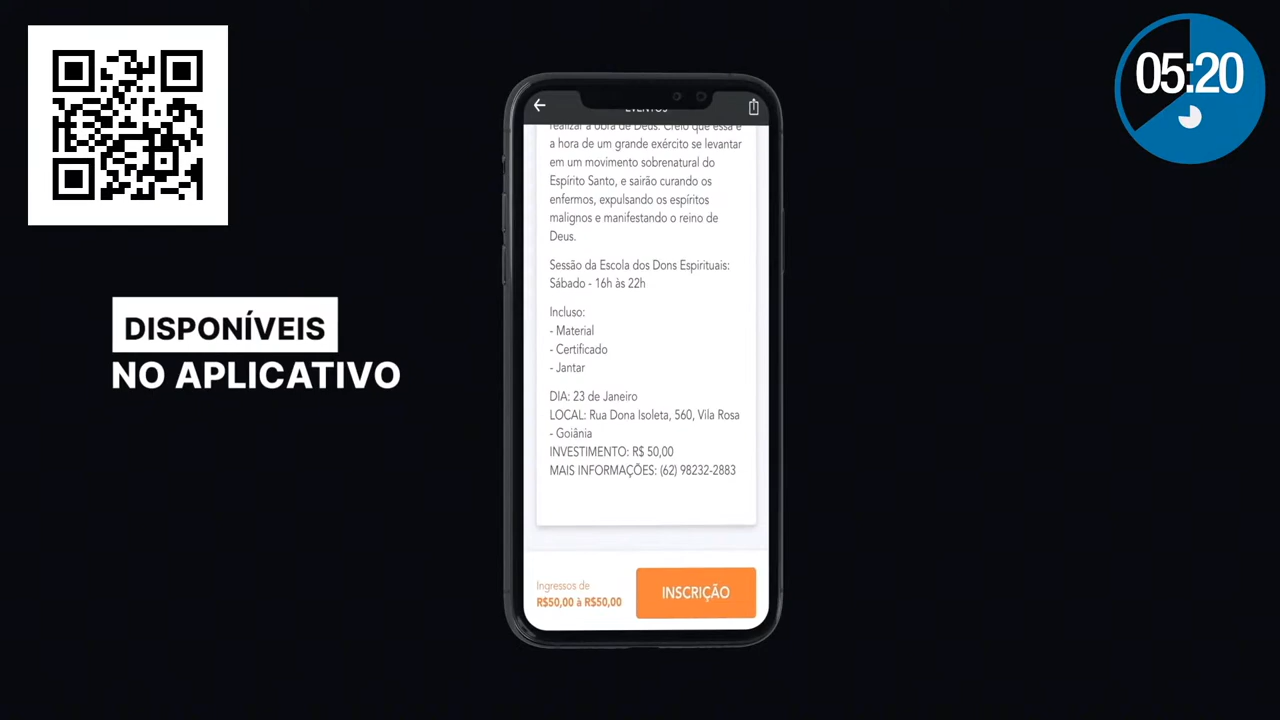 05:20
EVENTOS
realizar a obra de Deus. Creio que essa é
a hora de um grande exército se levantar
em um movimento sobrenatural do
Espírito Santo, e sairão curando os
enfermos, expulsando os espíritos
malignos e manifestando o reino de
Deus.
Sessão da Escola dos Dons Espirituais:
Sábado - 16h às 22h
Incluso:
- Material
- Certificado
- Jantar
DIA: 23 de Janeiro
LOCAL: Rua Dona Isoleta, 560, Vila Rosa
- Goiânia
INVESTIMENTO: R$ 50,00
MAIS INFORMAÇÕES: (62) 98232-2883
Ingressos de
R$50,00 à R$50,00
INSCRIÇÃO
DISPONÍVEIS
NO APLICATIVO